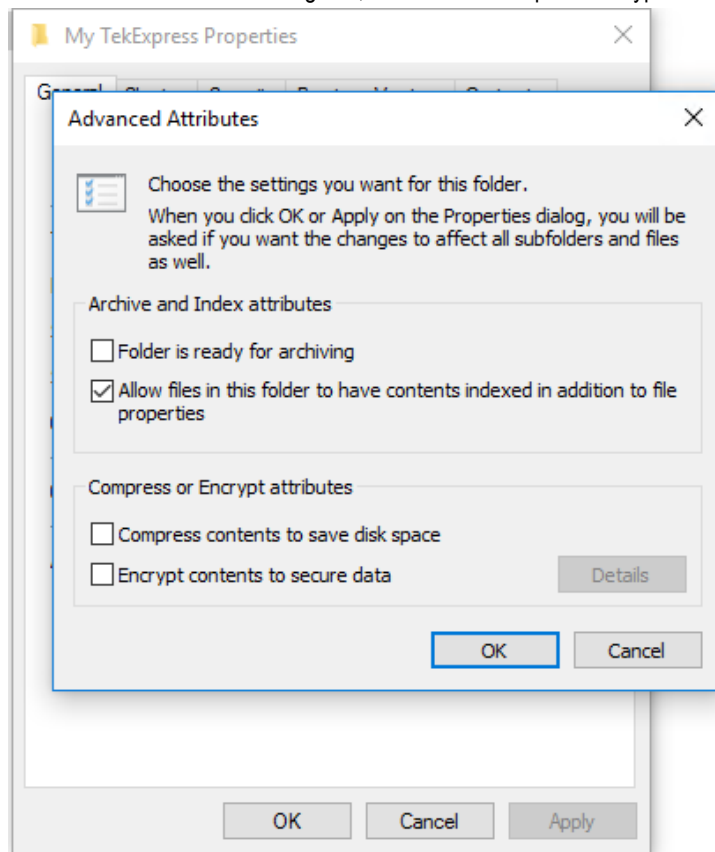 My TekExpress Properties
Advanced Attributes
Choose the settings you want for this folder.
When you click OK or Apply on the Properties dialog, you will be
asked if you want the changes to affect all subfolders and files
as well.
Archive and Index attributes
Folder is ready for archiving
Allow files in this folder to have contents indexed in addition to file
properties
Compress or Encrypt attributes
Compress contents to save disk space
Encrypt contents to secure data
Details
OK Cancel
OK Cancel Apply